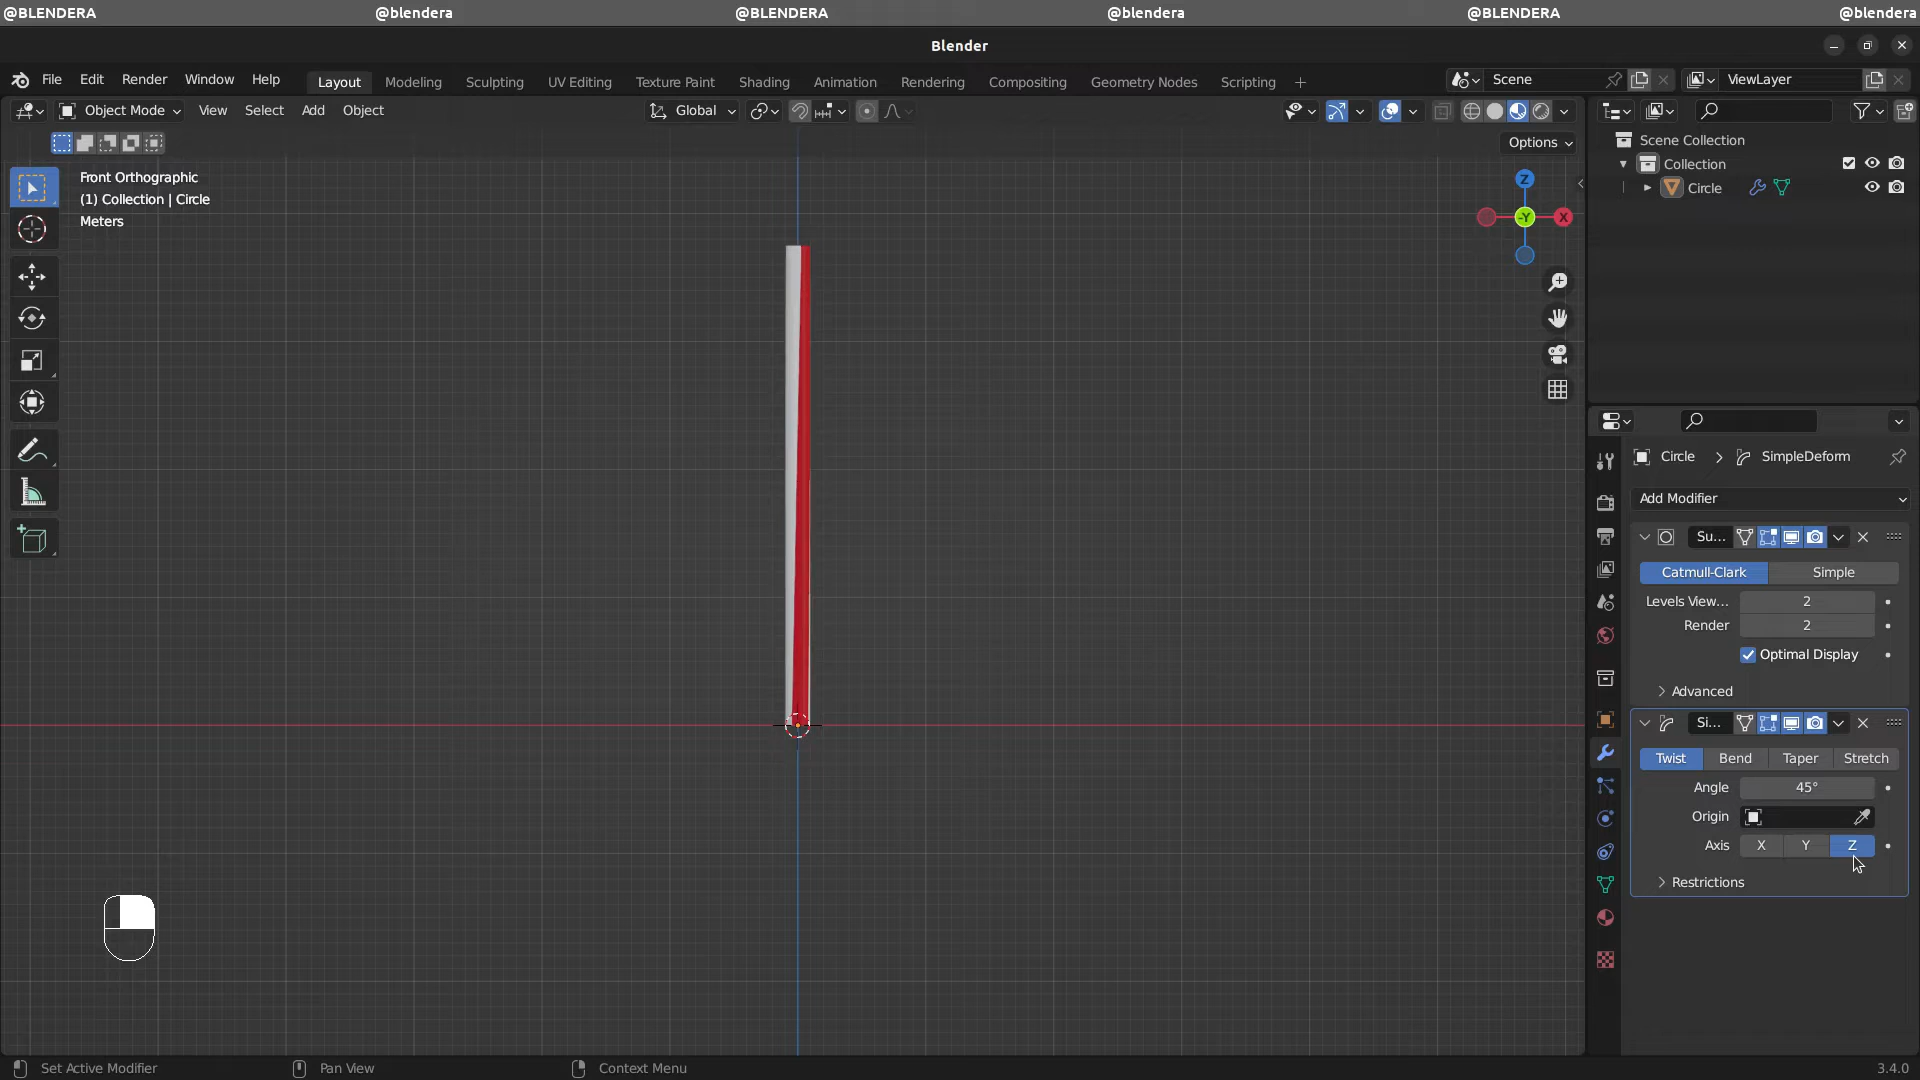 @BLENDERA @blendera @BLENDERA @blendera @BLENDERA @blendera
Blender
File Edit Render Window Help Layout Modeling Sculpting UV Editing Texture Paint Shading Animation Rendering Compositing Geometry Nodes Scripting + Scene ViewLayer
Object Mode View Select Add Object Global
Options
Front Orthographic
(1) Collection | Circle
Meters
Z
-Y
X
Scene Collection
Collection
Circle
Circle > SimpleDeform
Add Modifier
Su...
Catmull-Clark Simple
Levels View... 2
Render 2
Optimal Display
Advanced
Si...
Twist Bend Taper Stretch
Angle 45°
Origin
Axis X Y Z
Restrictions
Set Active Modifier Pan View Context Menu 3.4.0